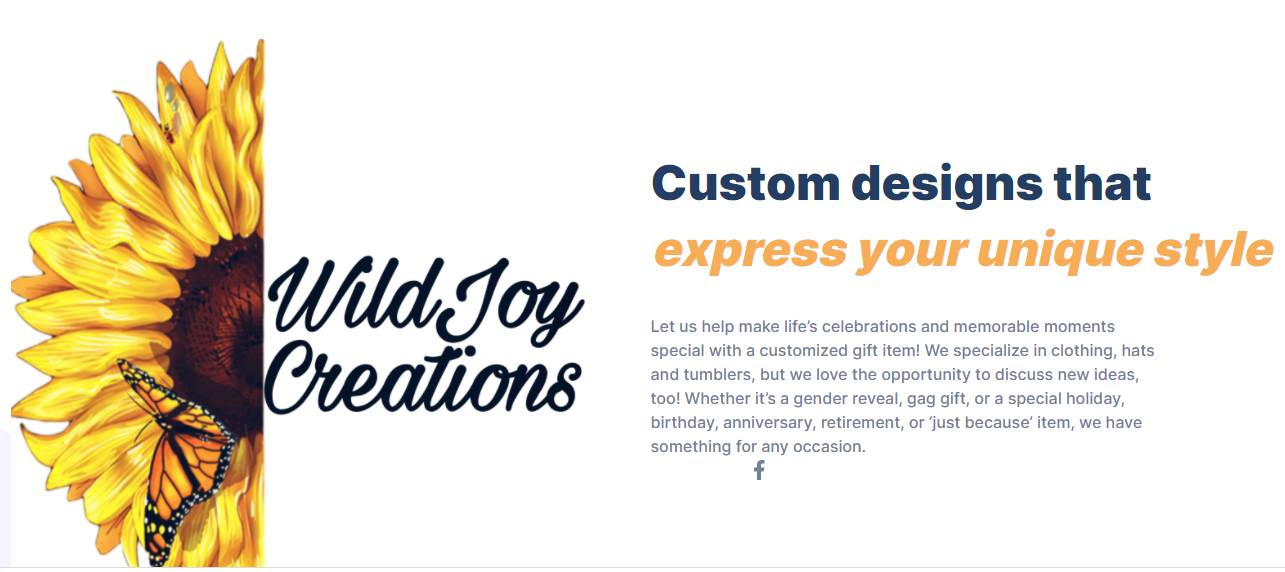 Wild Joy
Creations
Custom designs that
express your unique style
Let us help make life’s celebrations and memorable moments
special with a customized gift item! We specialize in clothing, hats
and tumblers, but we love the opportunity to discuss new ideas,
too! Whether it’s a gender reveal, gag gift, or a special holiday,
birthday, anniversary, retirement, or ‘just because’ item, we have
something for any occasion.